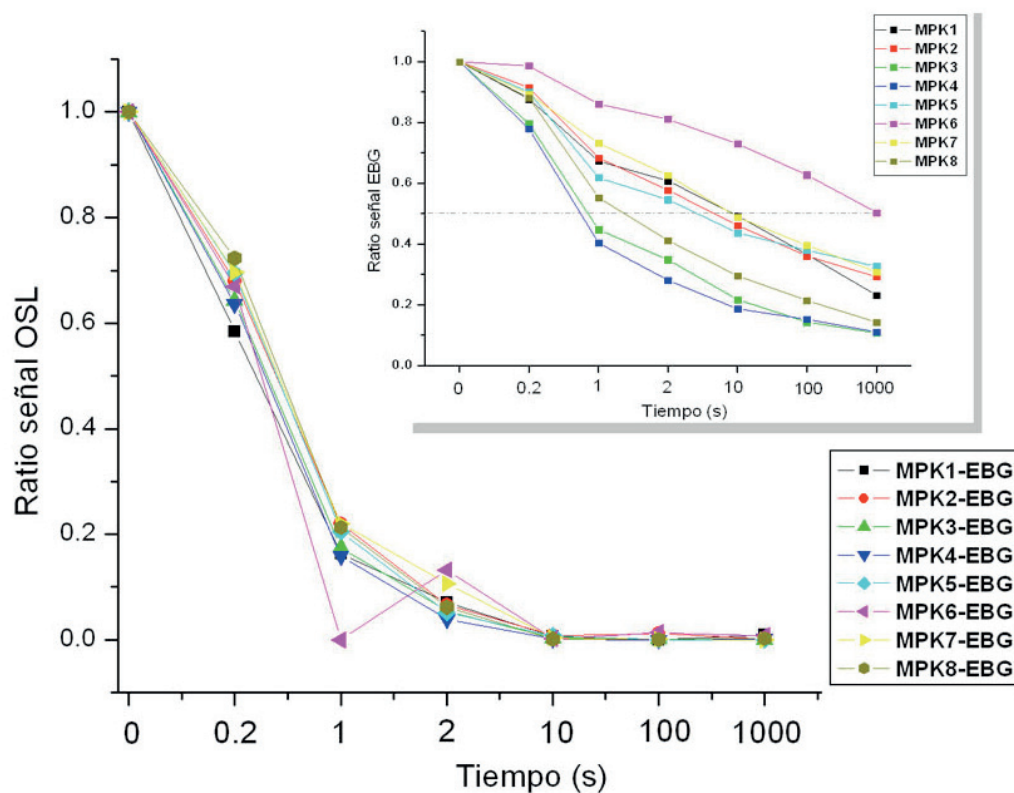 Ratio señal OSL
1.0
0.8
0.6
0.4
0.2
0.0
0 0.2 1 2 10 100 1000
Tiempo (s)
Ratio señal EBG
1.0
0.8
0.6
0.4
0.2
0.0
0 0.2 1 2 10 100 1000
Tiempo (s)
MPK1
MPK2
MPK3
MPK4
MPK5
MPK6
MPK7
MPK8
MPK1-EBG
MPK2-EBG
MPK3-EBG
MPK4-EBG
MPK5-EBG
MPK6-EBG
MPK7-EBG
MPK8-EBG